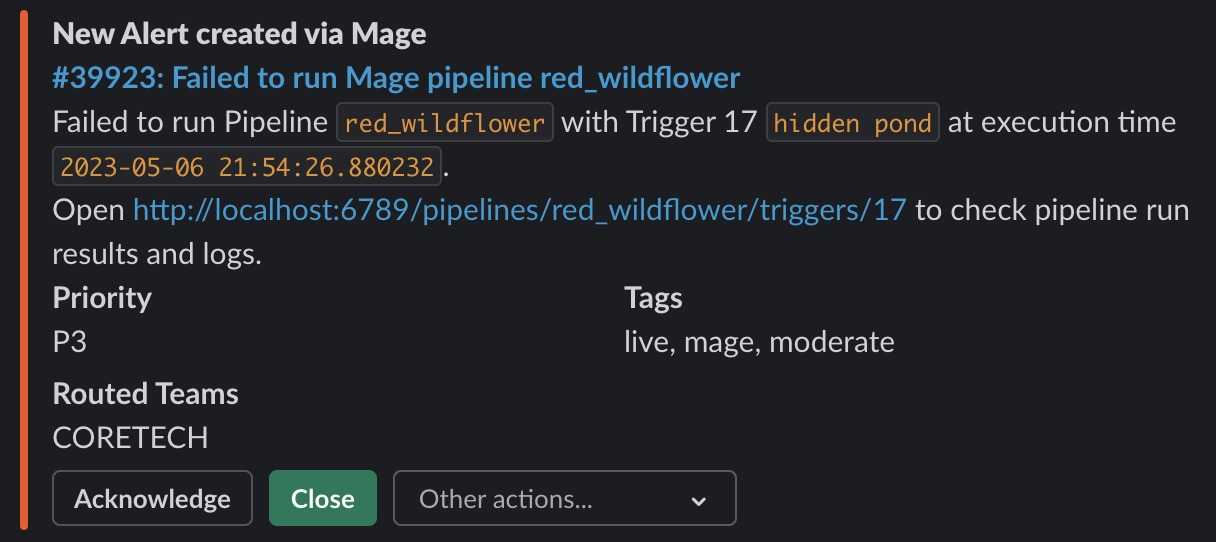 New Alert created via Mage
#39923: Failed to run Mage pipeline red_wildflower
Failed to run Pipeline red_wildflower with Trigger 17 hidden pond at execution time
2023-05-06 21:54:26.880232.
Open http://localhost:6789/pipelines/red_wildflower/triggers/17 to check pipeline run
results and logs.
Priority
P3
Tags
live, mage, moderate
Routed Teams
CORETECH
Acknowledge
Close
Other actions...